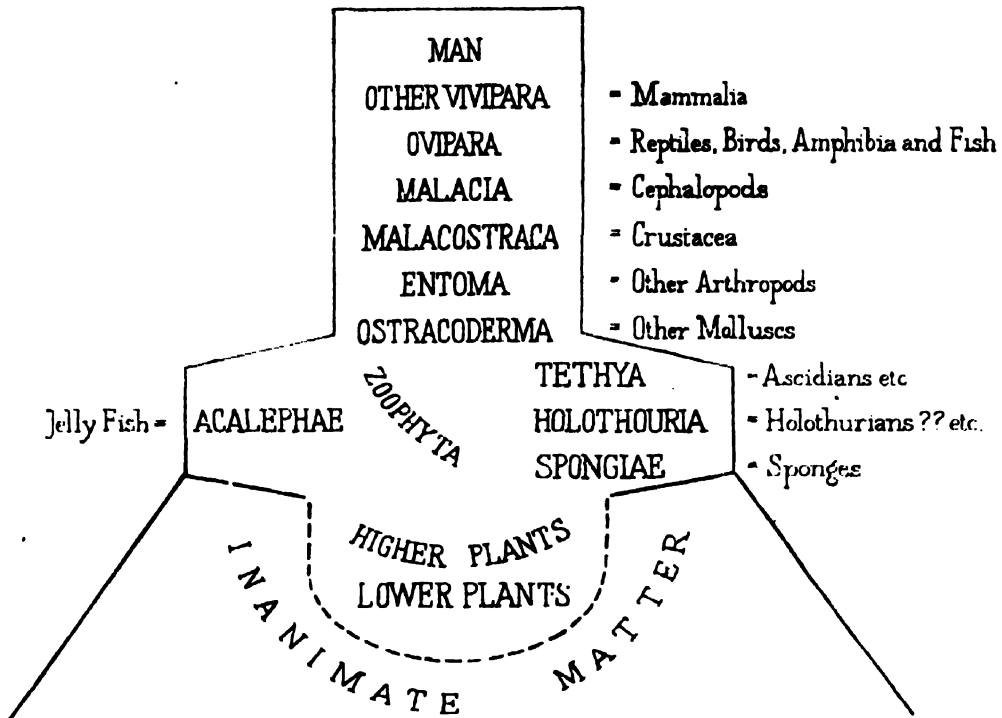 MAN
OTHER VIVIPARA = Mammalia
OVIPARA = Reptiles, Birds, Amphibia and Fish
MALACIA = Cephalopods
MALACOSTRACA = Crustacea
ENTOMA = Other Arthropods
OSTRACODERMA = Other Molluscs
ZOOPHYTA
TETHYA = Ascidians etc
Jelly Fish = ACALEPHAE
HOLOTHOURIA = Holothurians ?? etc.
SPONGIAE = Sponges
HIGHER PLANTS
LOWER PLANTS
INANIMATE MATTER